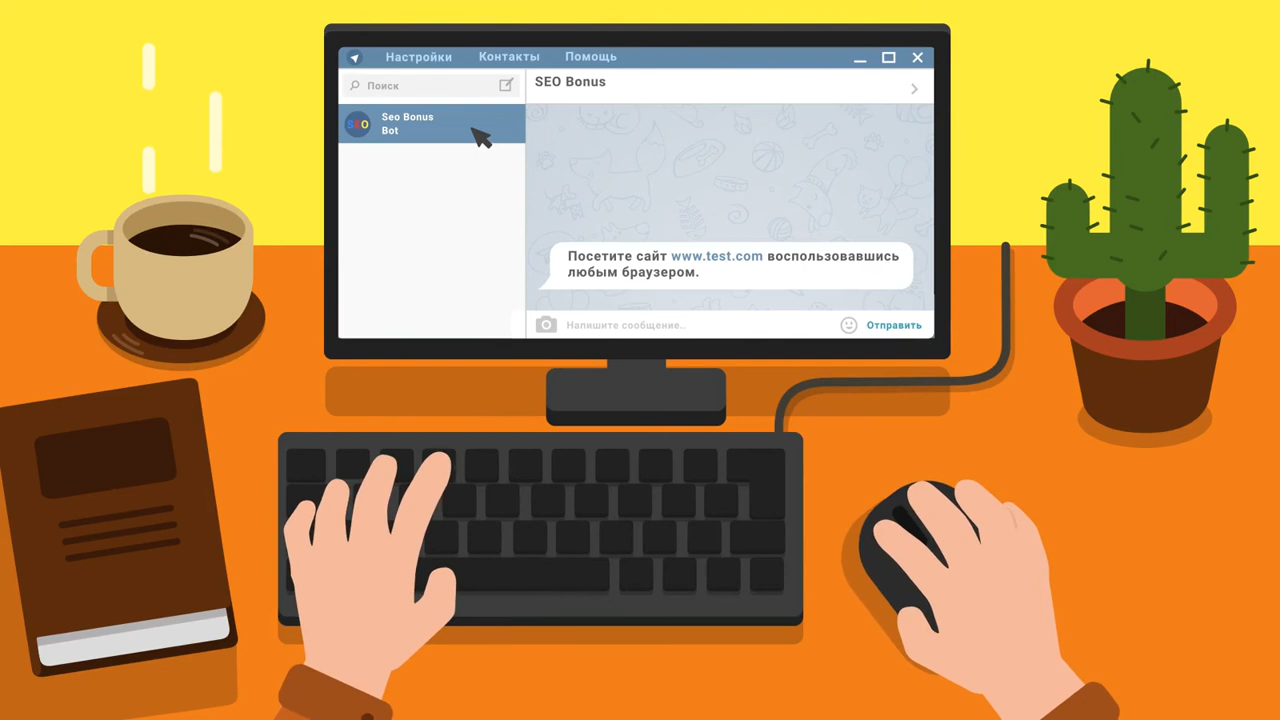 Настройки Контакты Помощь
Поиск
SEO Bonus
SEO
Seo Bonus
Bot
Посетите сайт www.test.com воспользовавшись
любым браузером.
Напишите сообщение..
Отправить